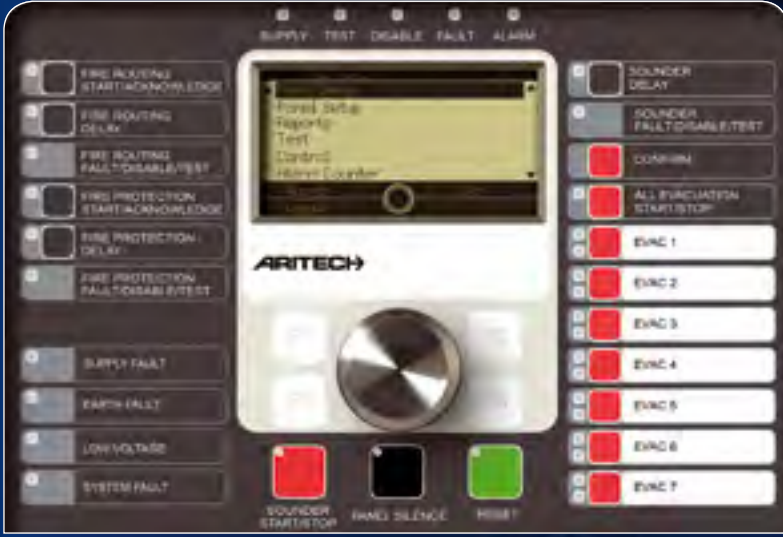 SUPPLY TEST DISABLE FAULT ALARM
FIRE ROUTING
START/ACKNOWLEDGE
FIRE ROUTING
DELAY
FIRE ROUTING
FAULT/DISABLE/TEST
FIRE PROTECTION
START/ACKNOWLEDGE
FIRE PROTECTION
DELAY
FIRE PROTECTION
FAULT/DISABLE/TEST
SUPPLY FAULT
EARTH FAULT
LOW VOLTAGE
SYSTEM FAULT
Panel Setup
Reports
Test
Control
Alarm Counter
ARITECH
SOUNDER
START/STOP
PANEL SILENCE
RESET
SOUNDER
DELAY
SOUNDER
FAULT/DISABLE/TEST
CONFIRM
ALL EVACUATION
START/STOP
EVAC 1
EVAC 2
EVAC 3
EVAC 4
EVAC 5
EVAC 6
EVAC 7